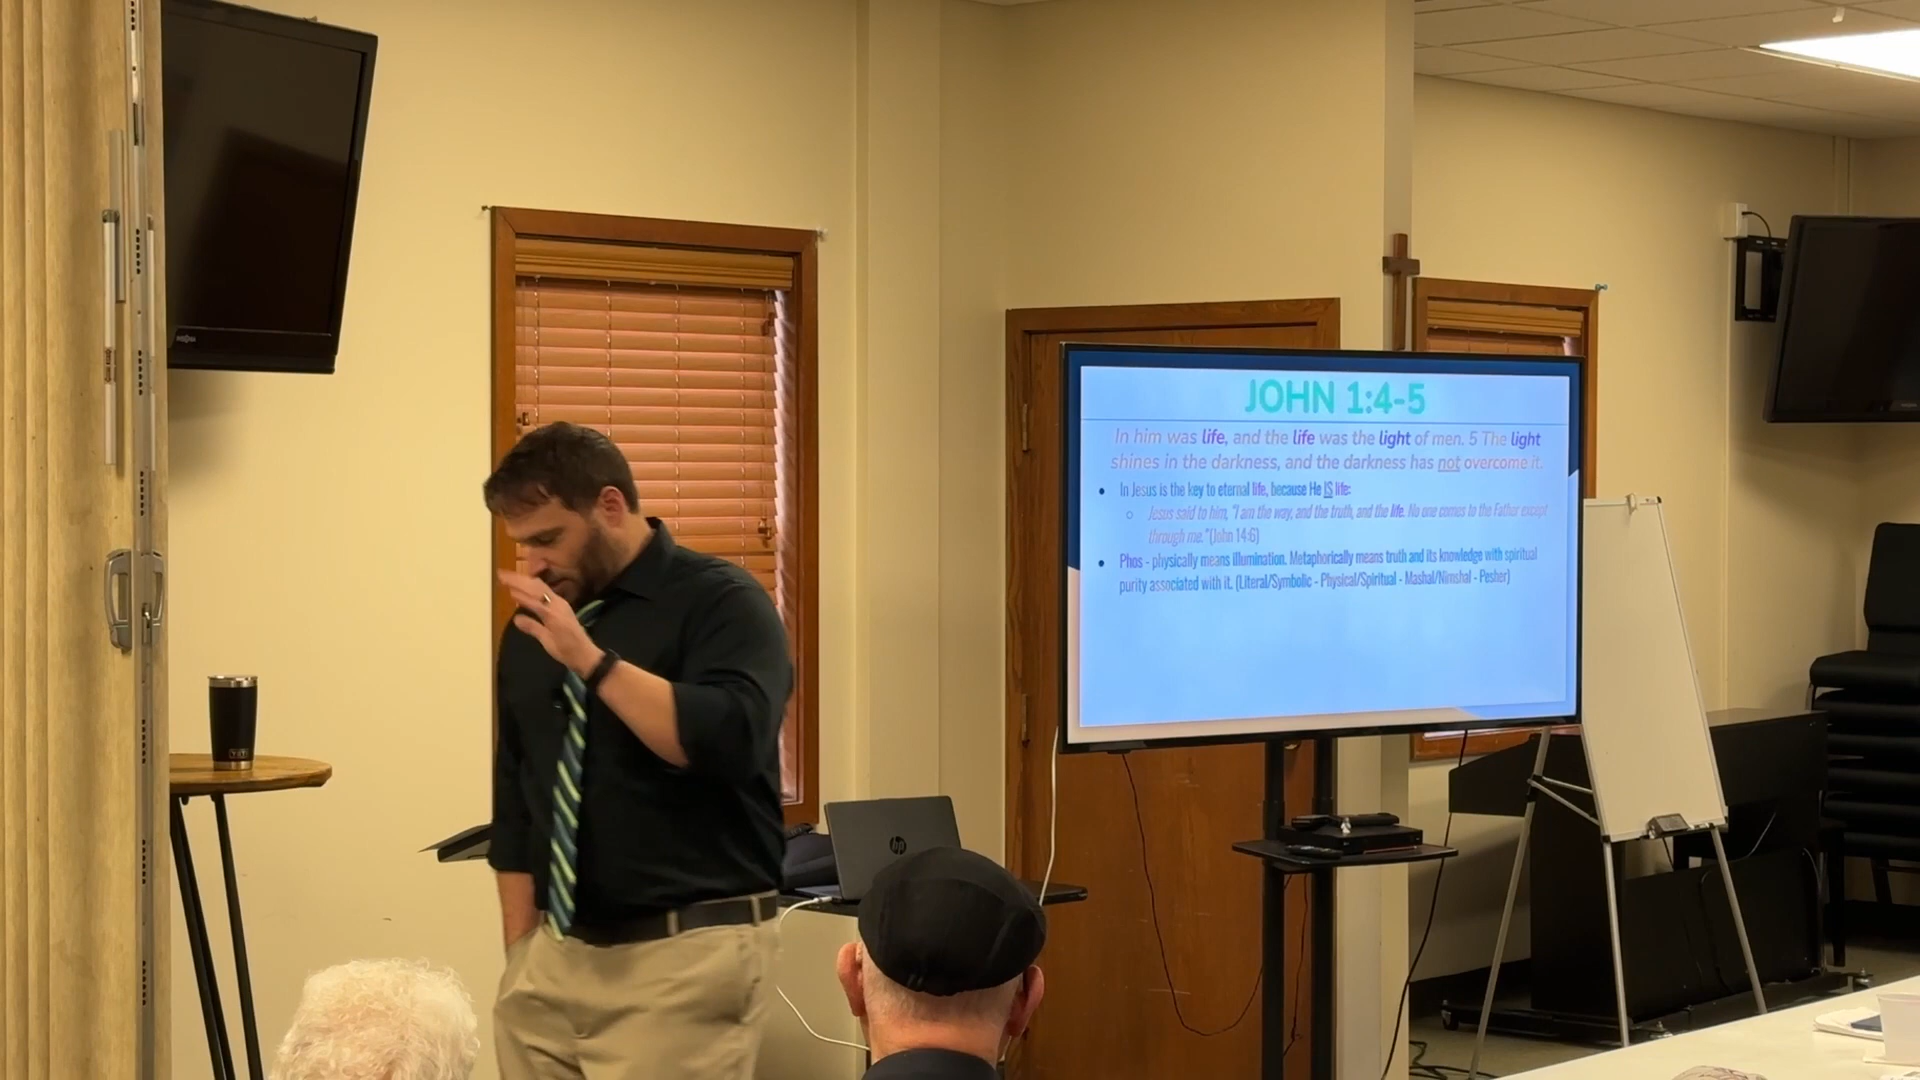 JOHN 1:4-5
In him was life, and the life was the light of men. 5 The light
shines in the darkness, and the darkness has not overcome it.
• In Jesus is the key to eternal life, because He IS life:
○ Jesus said to him, "I am the way, and the truth, and the life. No one comes to the Father except
through me." (John 14:6)
• Phos - physically means illumination. Metaphorically means truth and its knowledge with spiritual
purity associated with it. (Literal/Symbolic - Physical/Spiritual - Mashal/Nimshal - Pesher)
YETI
hp